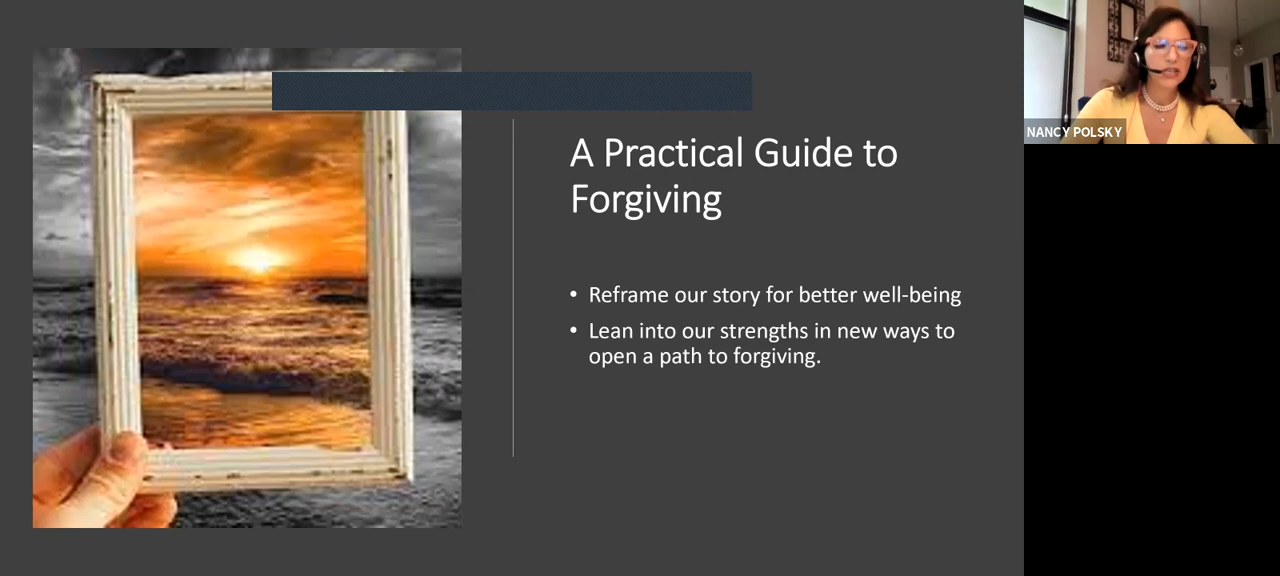 A Practical Guide to
Forgiving
• Reframe our story for better well-being
• Lean into our strengths in new ways to
open a path to forgiving.
NANCY POLSKY